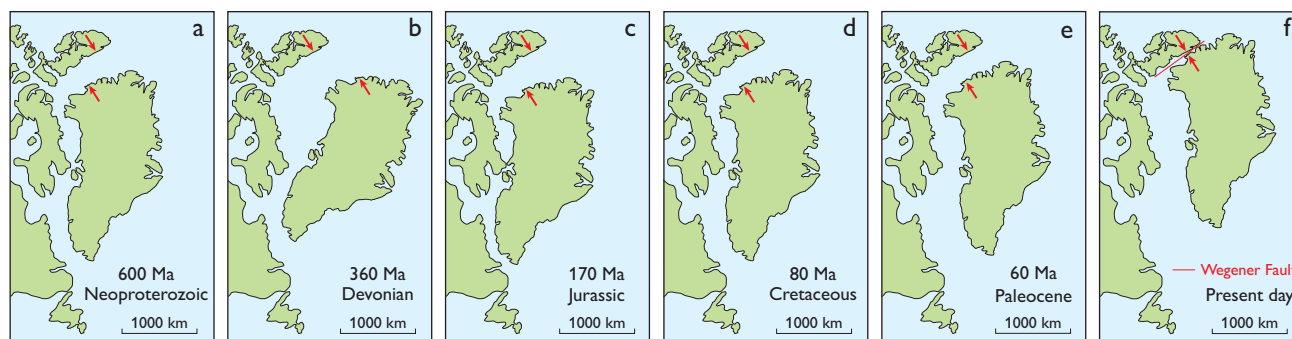 a
600 Ma
Neoproterozoic
1000 km
b
360 Ma
Devonian
1000 km
c
170 Ma
Jurassic
1000 km
d
80 Ma
Cretaceous
1000 km
e
60 Ma
Paleocene
1000 km
f
Wegener Fault
Present day
1000 km